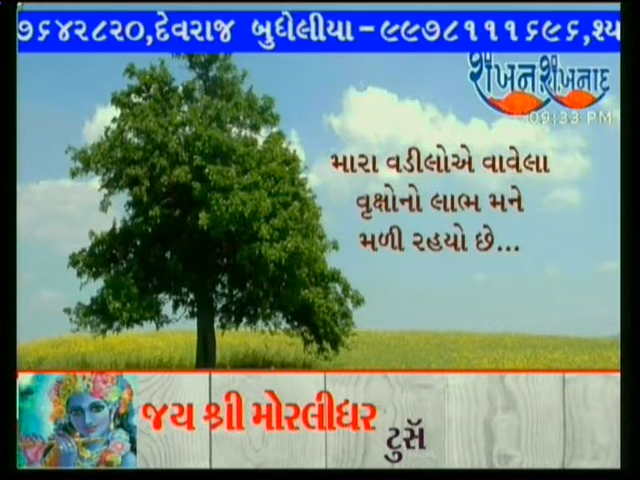 ૭૬૪૨૮૨૦,દેવરાજ બુધેલીયા-૯૯૭૮૧૧૧૬૯૬,શ્ય
શંખનાદ
09:33 PM
મારા વડીલોએ વાવેલા
વૃક્ષોનો લાભ મને
મળી રહયો છે...
જય શ્રી મોરલીધર
ટુર્સ